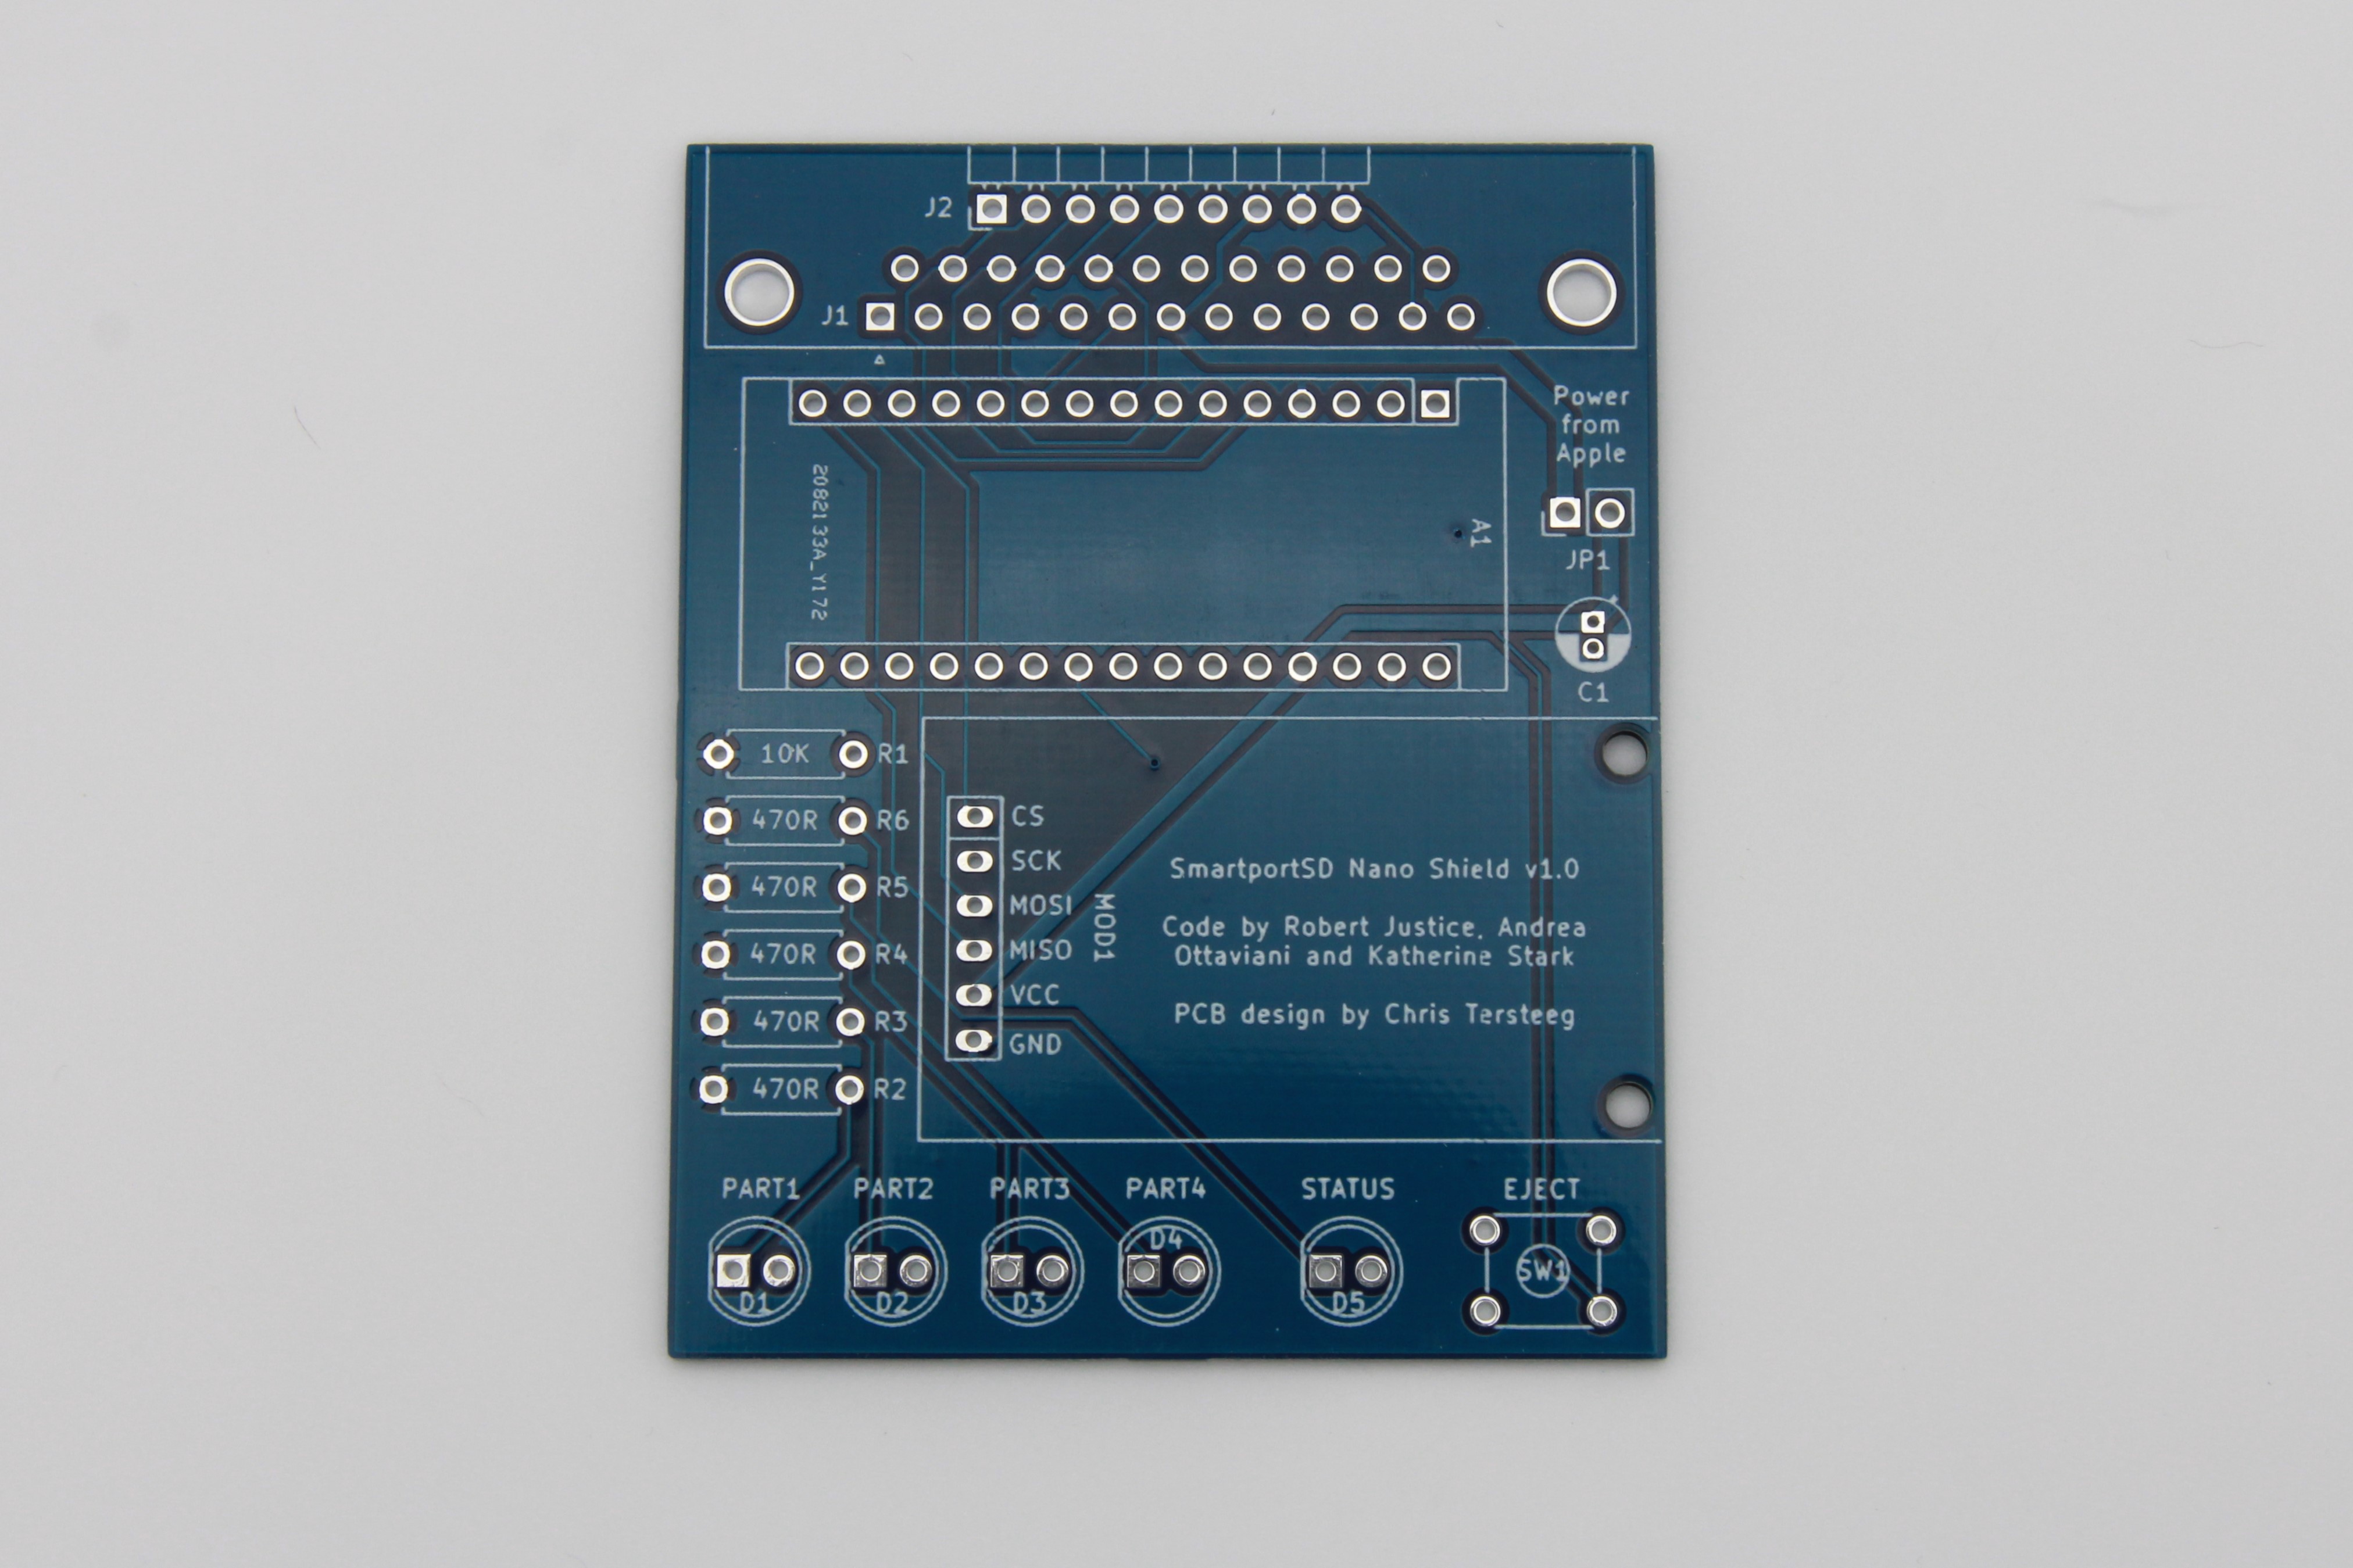 J2
J1
Power
from
Apple
2082133A_Y172
A1
JP1
C1
10K R1
470R R6
470R R5
470R R4
470R R3
470R R2
CS
SCK
MOSI
MISO
VCC
GND
MOD1
SmartportSD Nano Shield v1.0
Code by Robert Justice, Andrea
Ottaviani and Katherine Stark
PCB design by Chris Tersteeg
PART1 PART2 PART3 PART4 STATUS EJECT
D1 D2 D3 D4 D5 SW1